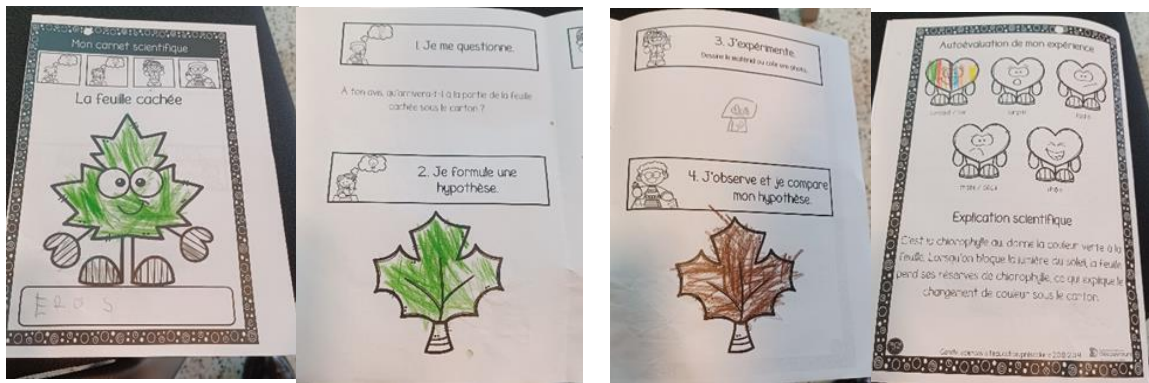 Mon carnet scientifique
La feuille cachée
EROS
1. Je me questionne.
À ton avis, qu'arrivera-t-il à la partie de la feuille
cachée sous le carton ?
2. Je formule une
hypothèse.
3. J'expérimente.
Dessine le matériel ou colle une photo.
4. J'observe et je compare
mon hypothèse.
Autoévaluation de mon expérience
Explication scientifique
C'est la chlorophylle qui donne la couleur verte à la
feuille. Lorsqu'on bloque la lumière du soleil, la feuille
perd ses réserves de chlorophylle, ce qui explique le
changement de couleur sous le carton.